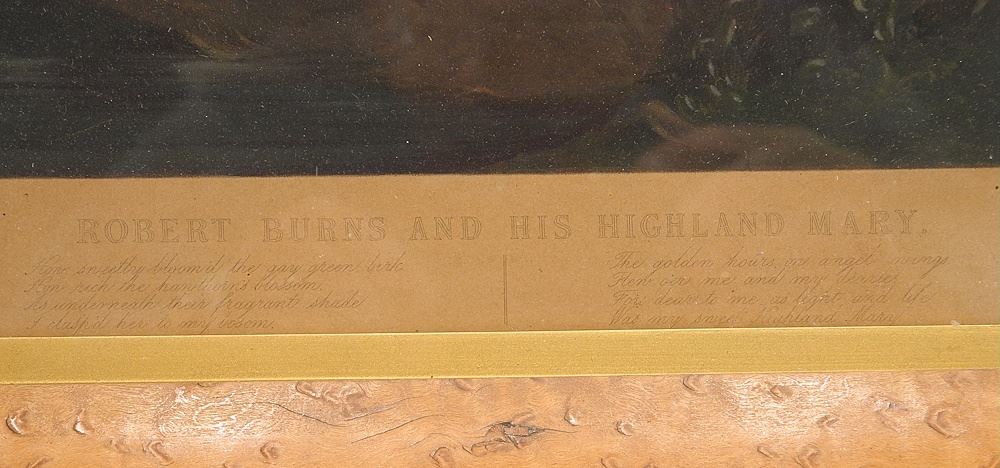 ROBERT BURNS AND HIS HIGHLAND MARY.
How sweetly bloom'd the gay green birk
How rich the hawthorn's blossom,
As underneath their fragrant shade
I clasp'd her to my bosom.
The golden hours, on angel wings
Flew o'er me and my Dearie;
For dear to me, as light and life
Was my sweet Highland Mary